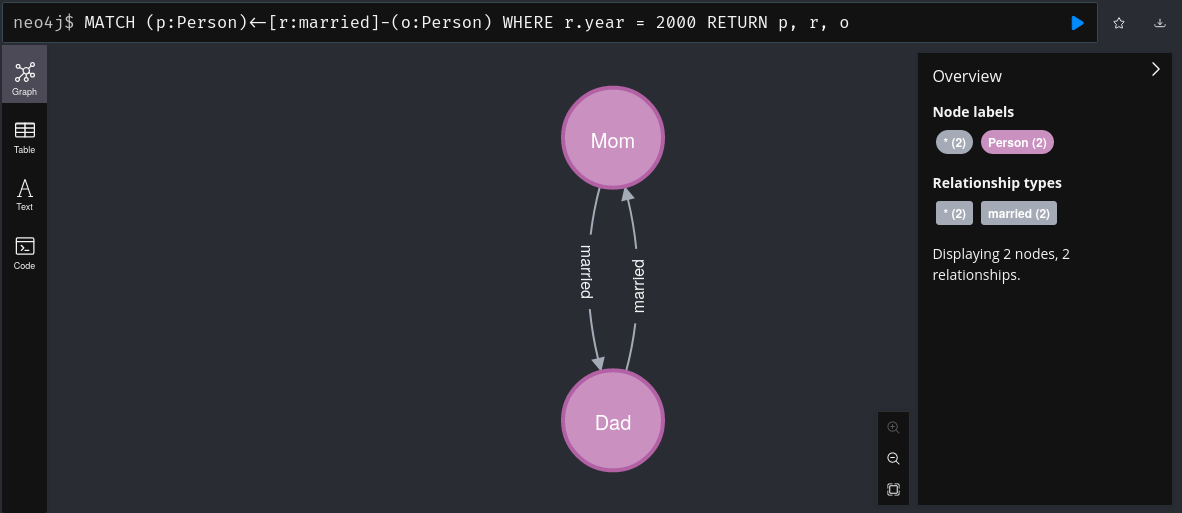 neo4j$ MATCH (p:Person)<-[r:married]-(o:Person) WHERE r.year = 2000 RETURN p, r, o
Graph
Table
Text
Code
Mom
married
married
Dad
Overview
Node labels
* (2) Person (2)
Relationship types
* (2) married (2)
Displaying 2 nodes, 2
relationships.